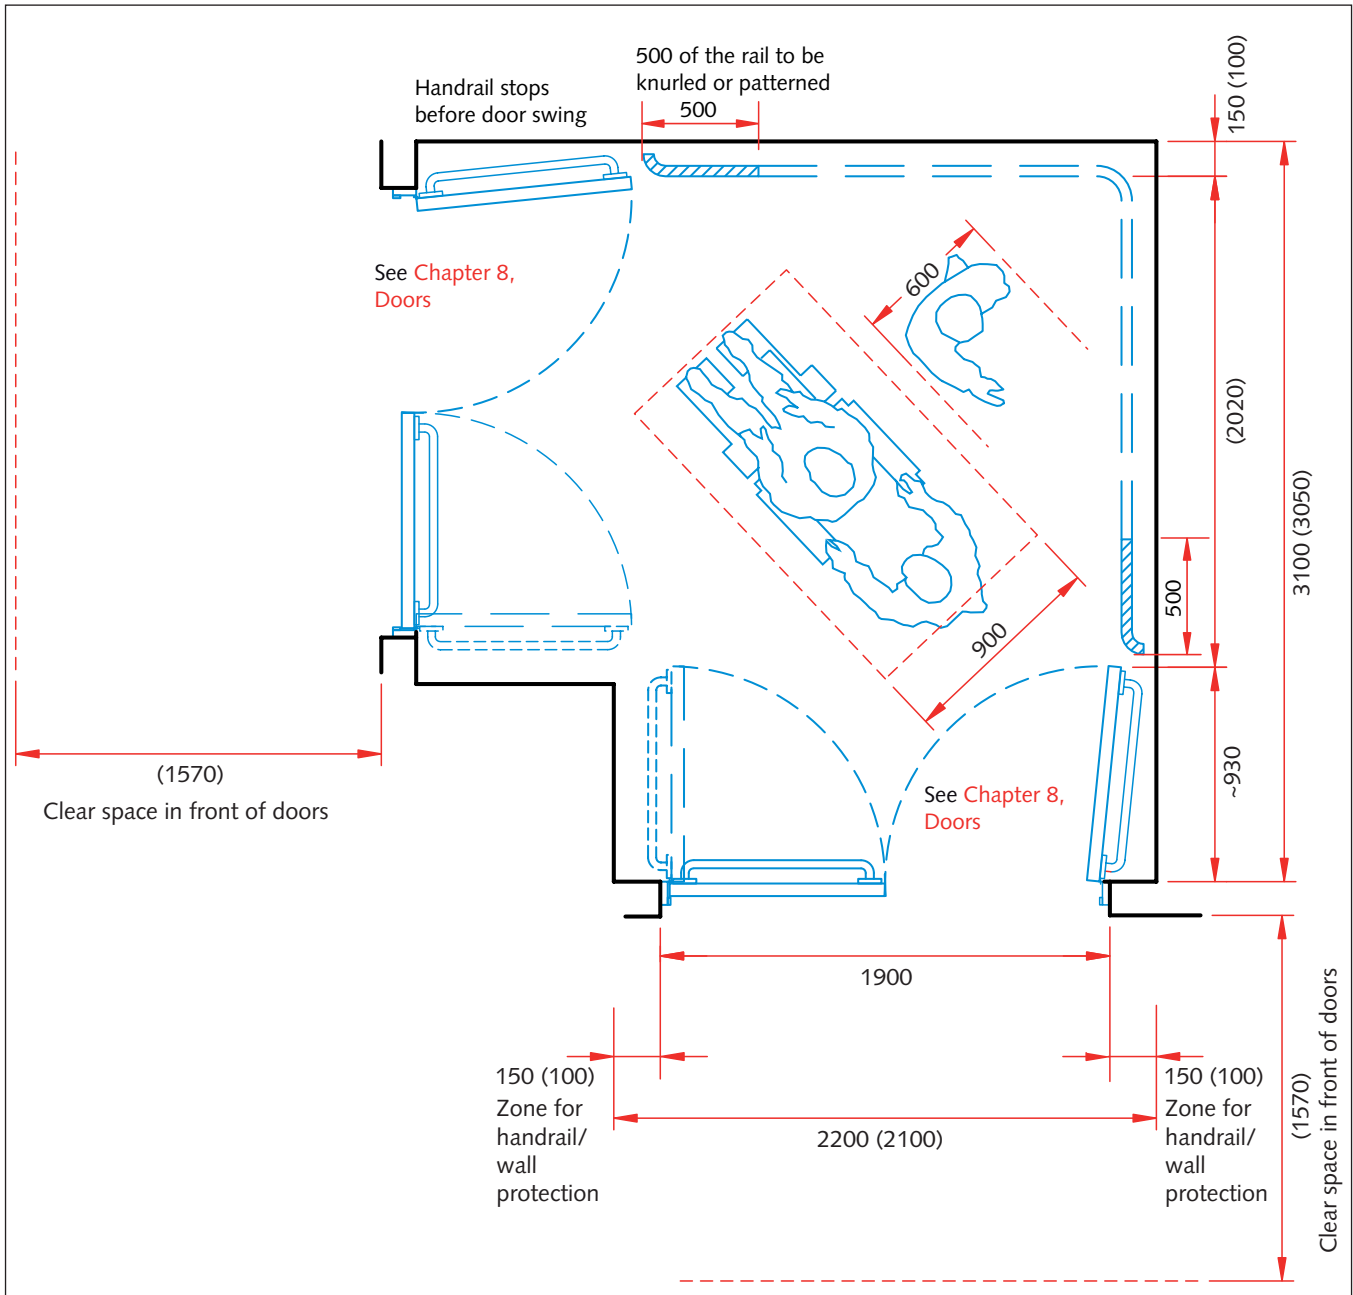 500 of the rail to be
knurled or patterned
500
Handrail stops
before door swing
150 (100)
See Chapter 8,
Doors
600
(2020)
3100 (3050)
500
900
(1570)
Clear space in front of doors
~930
See Chapter 8,
Doors
1900
150 (100)
Zone for
handrail/
wall
protection
2200 (2100)
150 (100)
Zone for
handrail/
wall
protection
(1570)
Clear space in front of doors